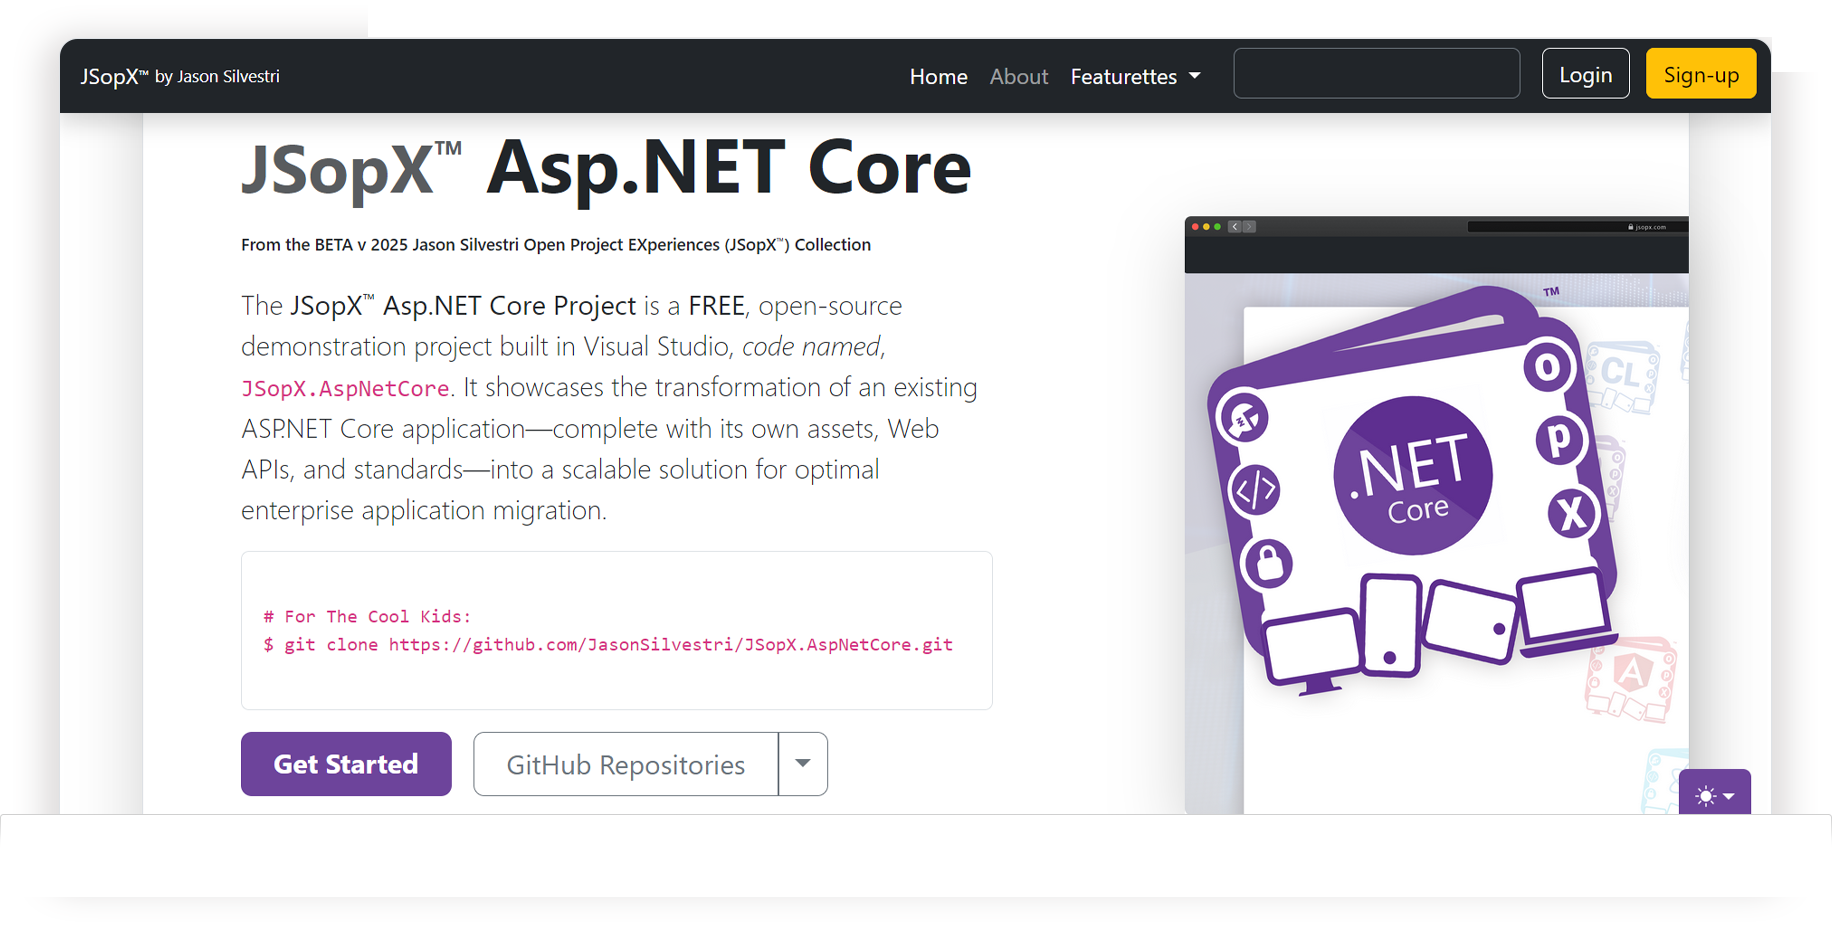 JSopX™ by Jason Silvestri
Home About Featurettes
Login
Sign-up
JSopX™ Asp.NET Core
From the BETA v 2025 Jason Silvestri Open Project EXperiences (JSopX™) Collection
The JSopX™ Asp.NET Core Project is a FREE, open-source
demonstration project built in Visual Studio, code named,
JSopX.AspNetCore. It showcases the transformation of an existing
ASP.NET Core application—complete with its own assets, Web
APIs, and standards—into a scalable solution for optimal
enterprise application migration.
# For The Cool Kids:
$ git clone https://github.com/JasonSilvestri/JSopX.AspNetCore.git
Get Started
GitHub Repositories
jsopx.com
TM
O
P
X
</>
.NET
Core
CL
A